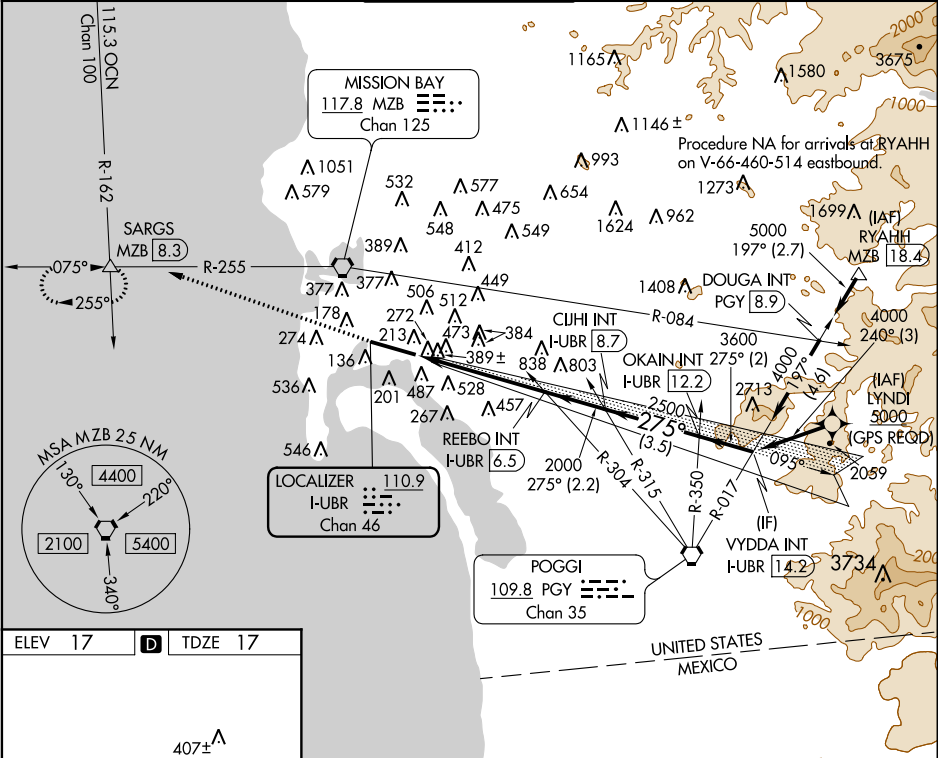 115.3 OCN
Chan 100
R-162
MISSION BAY
117.8 MZB
Chan 125
1165
1580
3675
2000
1000
1146 ±
993
Procedure NA for arrivals at RYAHH
on V-66-460-514 eastbound.
1273
1051
579
532
577
548
475
654
549
1624
962
1699
(IAF)
RYAHH
MZB 18.4
5000
197° (2.7)
SARGS
MZB 8.3
075°
255°
R-255
389
412
377
377
449
506
512
178
272
213
473
384
389 ±
274
136
536
201
487
528
267
457
546
838
803
1408
DOUGA INT
PGY 8.9
R-084
4000
240° (3)
CIJHI INT
I-UBR 8.7
3600
275° (2)
OKAIN INT
I-UBR 12.2
4000
197°
(4.6)
2713
(IAF)
LYNDI
5000
(GPS REQD)
2500
275°
(3.5)
095°
2059
REEBO INT
I-UBR 6.5
2000
275° (2.2)
R-304
R-315
R-350
R-017
(IF)
VYDDA INT
I-UBR 14.2
3734
200
1000
MSA MZB 25 NM
130°
4400
220°
2100
5400
340°
LOCALIZER 110.9
I-UBR
Chan 46
POGGI
109.8 PGY
Chan 35
UNITED STATES
MEXICO
ELEV 17
D
TDZE 17
407±